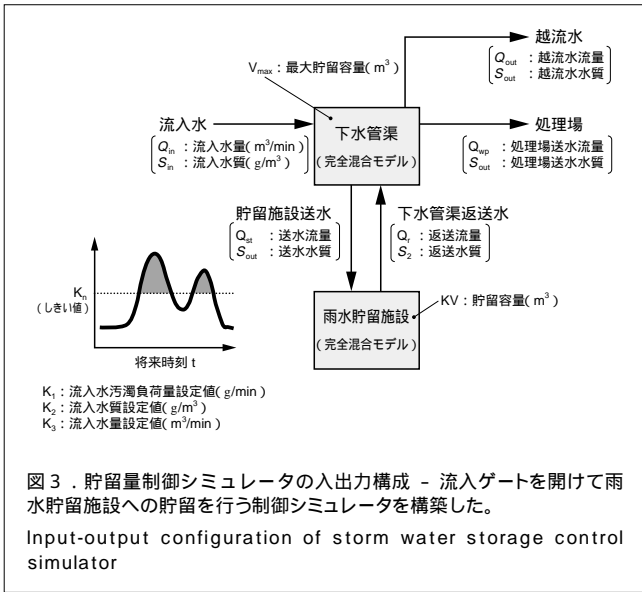 越流水
Qout ：越流水流量
Sout ：越流水水質
Vmax：最大貯留容量( m³ )
流入水
Qin ：流入水量( m³/min )
Sin ：流入水質( g/m³ )
下水管渠
(完全混合モデル)
処理場
Qwp ：処理場送水流量
Sout ：処理場送水水質
貯留施設送水
Qst ：送水流量
Sout ：送水水質
下水管渠返送水
Qr ：返送流量
S2 ：返送水質
Kn
(しきい値)
将来時刻 t
雨水貯留施設
(完全混合モデル)
KV：貯留容量( m³ )
K1：流入水汚濁負荷量設定値( g/min )
K2：流入水質設定値( g/m³ )
K3：流入水量設定値( m³/min )
図3．貯留量制御シミュレータの入出力構成 － 流入ゲートを開けて雨
水貯留施設への貯留を行う制御シミュレータを構築した。
Input-output configuration of storm water storage control
simulator